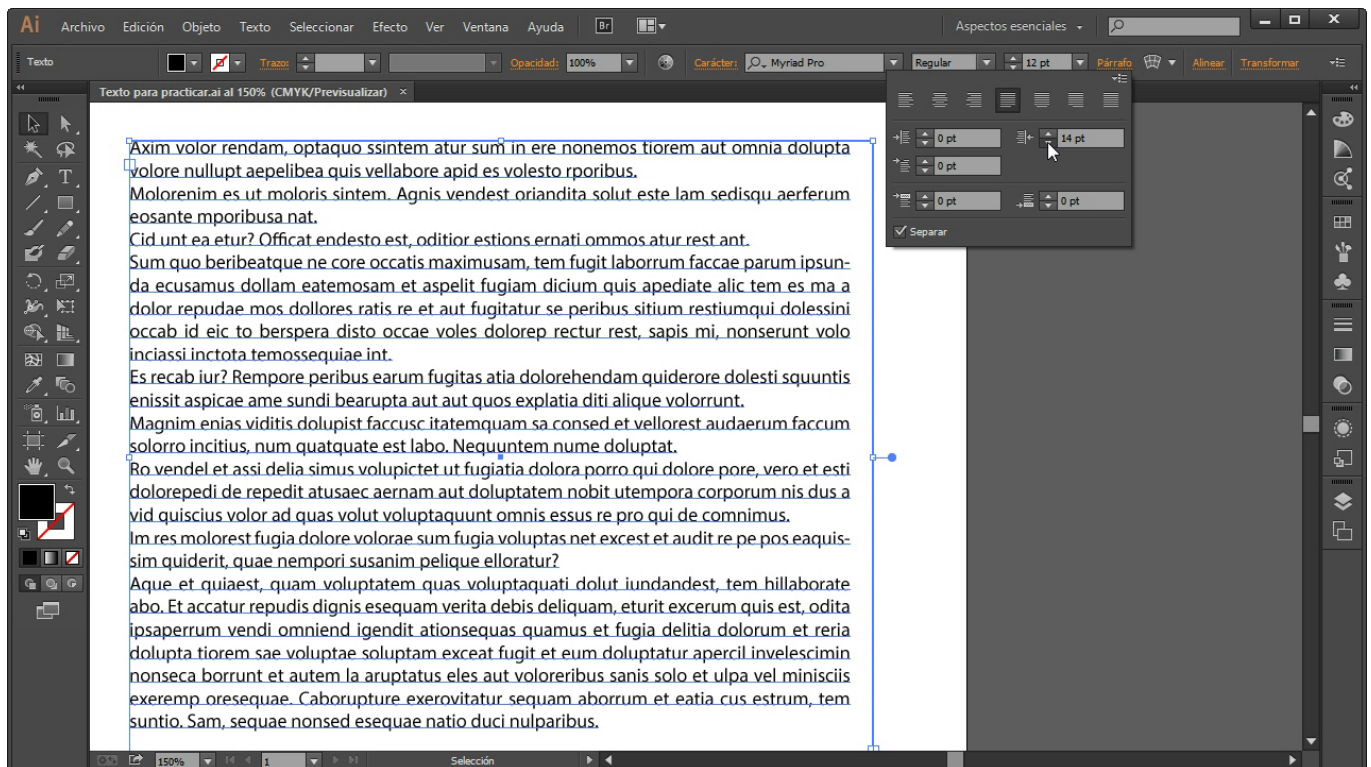 Ai Archivo Edición Objeto Texto Seleccionar Efecto Ver Ventana Ayuda Br Aspectos esenciales
Texto Trazo: Opacidad: 100% Carácter: Myriad Pro Regular 12 pt Párrafo Alinear Transformar
Texto para practicar.ai al 150% (CMYK/Previsualizar) ×
0 pt 14 pt
0 pt
0 pt 0 pt
Separar
Axim volor rendam, optaquo ssintem atur sum in ere nonemos tiorem aut omnia dolupta
volore nullupt aepelibea quis vellabore apid es volesto rporibus.
Molorenim es ut moloris sintem. Agnis vendest oriandita solut este lam sedisqu aerferum
eosante mporibusa nat.
Cid unt ea etur? Officat endesto est, oditior estions ernati ommos atur rest ant.
Sum quo beribeatque ne core occatis maximusam, tem fugit laborrum faccae parum ipsun-
da ecusamus dollam eatemosam et aspelit fugiam dicium quis apediate alic tem es ma a
dolor repudae mos dollores ratis re et aut fugitatur se peribus sitium restiumqui dolessini
occab id eic to berspera disto occae voles dolorep rectur rest, sapis mi, nonserunt volo
inciassi inctota temossequiae int.
Es recab iur? Rempore peribus earum fugitas atia dolorehendam quiderore dolesti squuntis
enissit aspicae ame sundi bearupta aut aut quos explatia diti alique volorrunt.
Magnim enias viditis dolupist faccusc itatemquam sa consed et vellorest audaerum faccum
solorro incitius, num quatquate est labo. Nequuntem nume doluptat.
Ro vendel et assi delia simus volupictet ut fugiatia dolora porro qui dolore pore, vero et esti
dolorepedi de repedit atusaec aernam aut doluptatem nobit utempora corporum nis dus a
vid quiscius volor ad quas volut voluptaquunt omnis essus re pro qui de comnimus.
Im res molorest fugia dolore volorae sum fugia voluptas net excest et audit re pe pos eaquis-
sim quiderit, quae nempori susanim pelique elloratur?
Aque et quiaest, quam voluptatem quas voluptaquati dolut iundandest, tem hillaborate
abo. Et accatur repudis dignis esequam verita debis deliquam, eturit excerum quis est, odita
ipsaperrum vendi omniend igendit ationsequas quamus et fugia delitia dolorum et reria
dolupta tiorem sae voluptae soluptam exceat fugit et eum doluptatur apercil invelescimin
nonseca borrunt et autem la aruptatus eles aut voloreribus sanis solo et ulpa vel minisciis
exeremp oresequae. Caborupture exerovitatur sequam aborrum et eatia cus estrum, tem
suntio. Sam, sequae nonsed esequae natio duci nulparibus.
150% 1 Selección